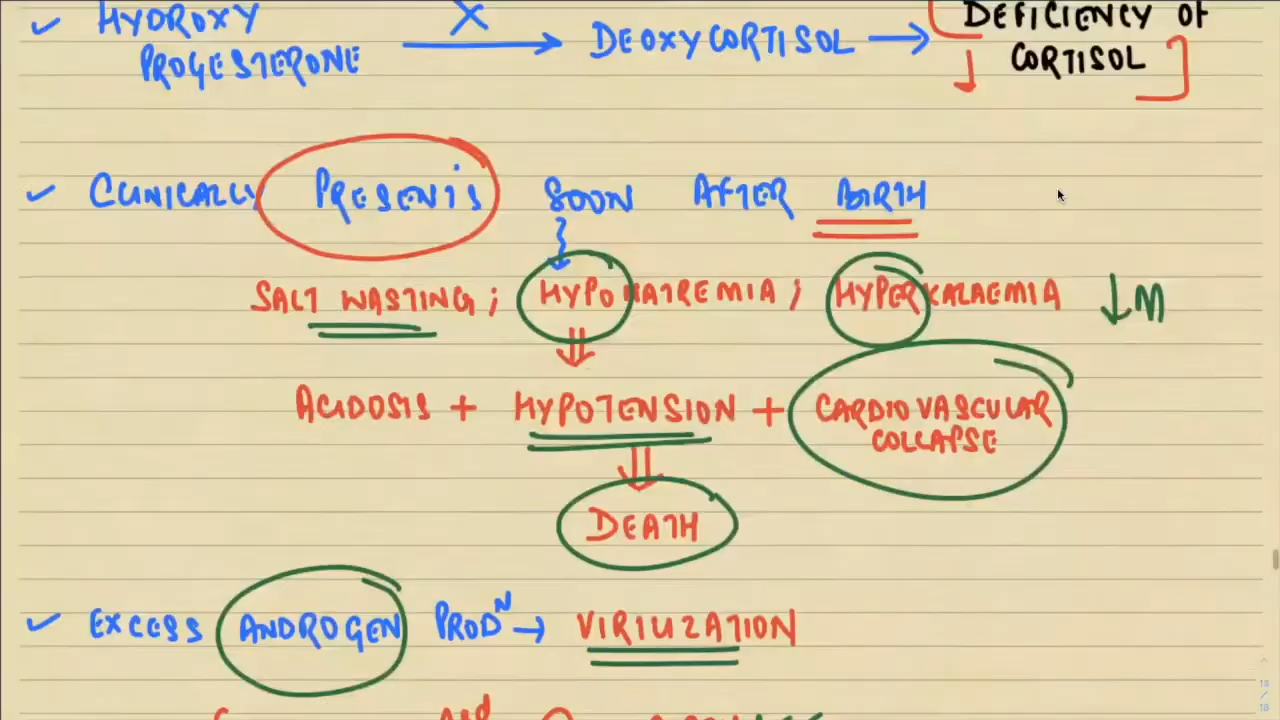 ✓ HYDROXY PROGESTERONE X → DEOXYCORTISOL → [DEFICIENCY OF CORTISOL] ↓
✓ CLINICALLY PRESENTS SOON AFTER BIRTH
SALT WASTING; HYPONATREMIA; HYPERKALAEMIA ↓M
ACIDOSIS + HYPOTENSION + CARDIOVASCULAR COLLAPSE
DEATH
✓ EXCESS ANDROGEN PRODN → VIRILIZATION